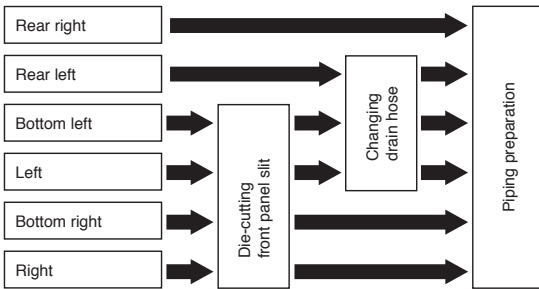 Rear right
Rear left
Bottom left
Left
Bottom right
Right
Die-cutting
front panel slit
Changing
drain hose
Piping preparation